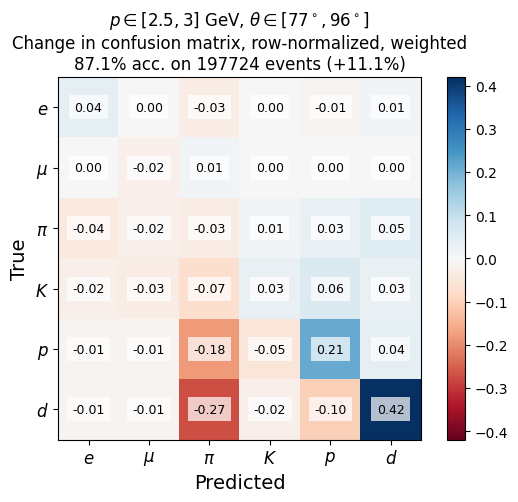 p ∈ [2.5, 3] GeV, θ ∈ [77°, 96°]
Change in confusion matrix, row-normalized, weighted
87.1% acc. on 197724 events (+11.1%)
e 0.04 0.00 -0.03 0.00 -0.01 0.01
μ 0.00 -0.02 0.01 0.00 0.00 0.00
π -0.04 -0.02 -0.03 0.01 0.03 0.05
K -0.02 -0.03 -0.07 0.03 0.06 0.03
p -0.01 -0.01 -0.18 -0.05 0.21 0.04
d -0.01 -0.01 -0.27 -0.02 -0.10 0.42
e μ π K p d
Predicted
True
0.4
0.3
0.2
0.1
0.0
−0.1
−0.2
−0.3
−0.4